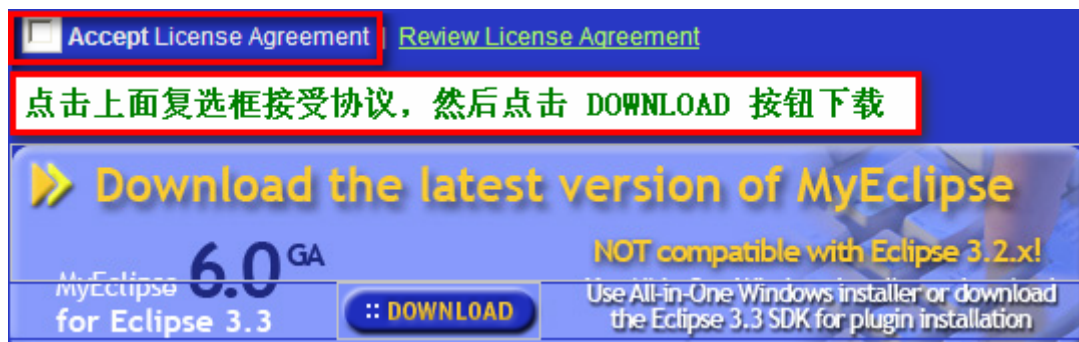 Accept License Agreement | Review License Agreement
点击上面复选框接受协议，然后点击 DOWNLOAD 按钮下载
Download the latest version of MyEclipse
MyEclipse 6.0 GA
for Eclipse 3.3
:: DOWNLOAD
NOT compatible with Eclipse 3.2.x!
Use All-in-One Windows installer or download
the Eclipse 3.3 SDK for plugin installation